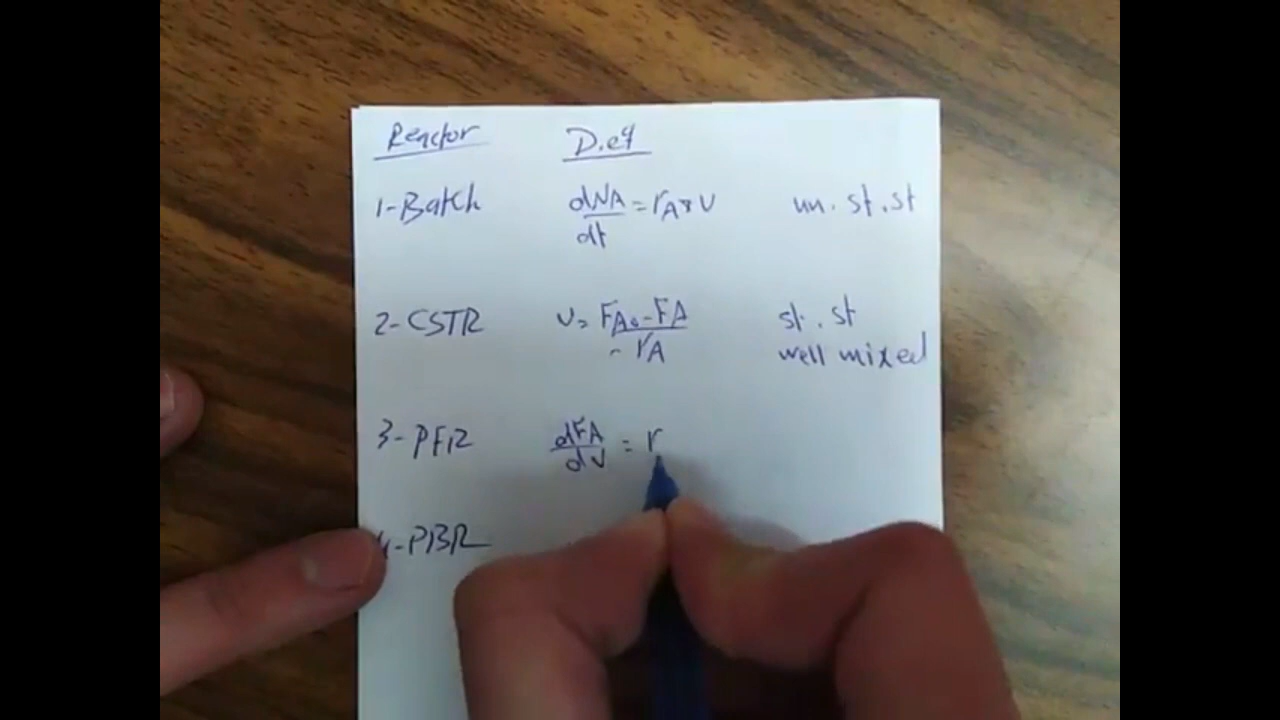 Reactor D.eq
1-Batch dNA/dt = rA*V un. st. st
2-CSTR V= FA0-FA/-rA st. st
well mixed
3-PFR dFA/dV = r
4-PBR